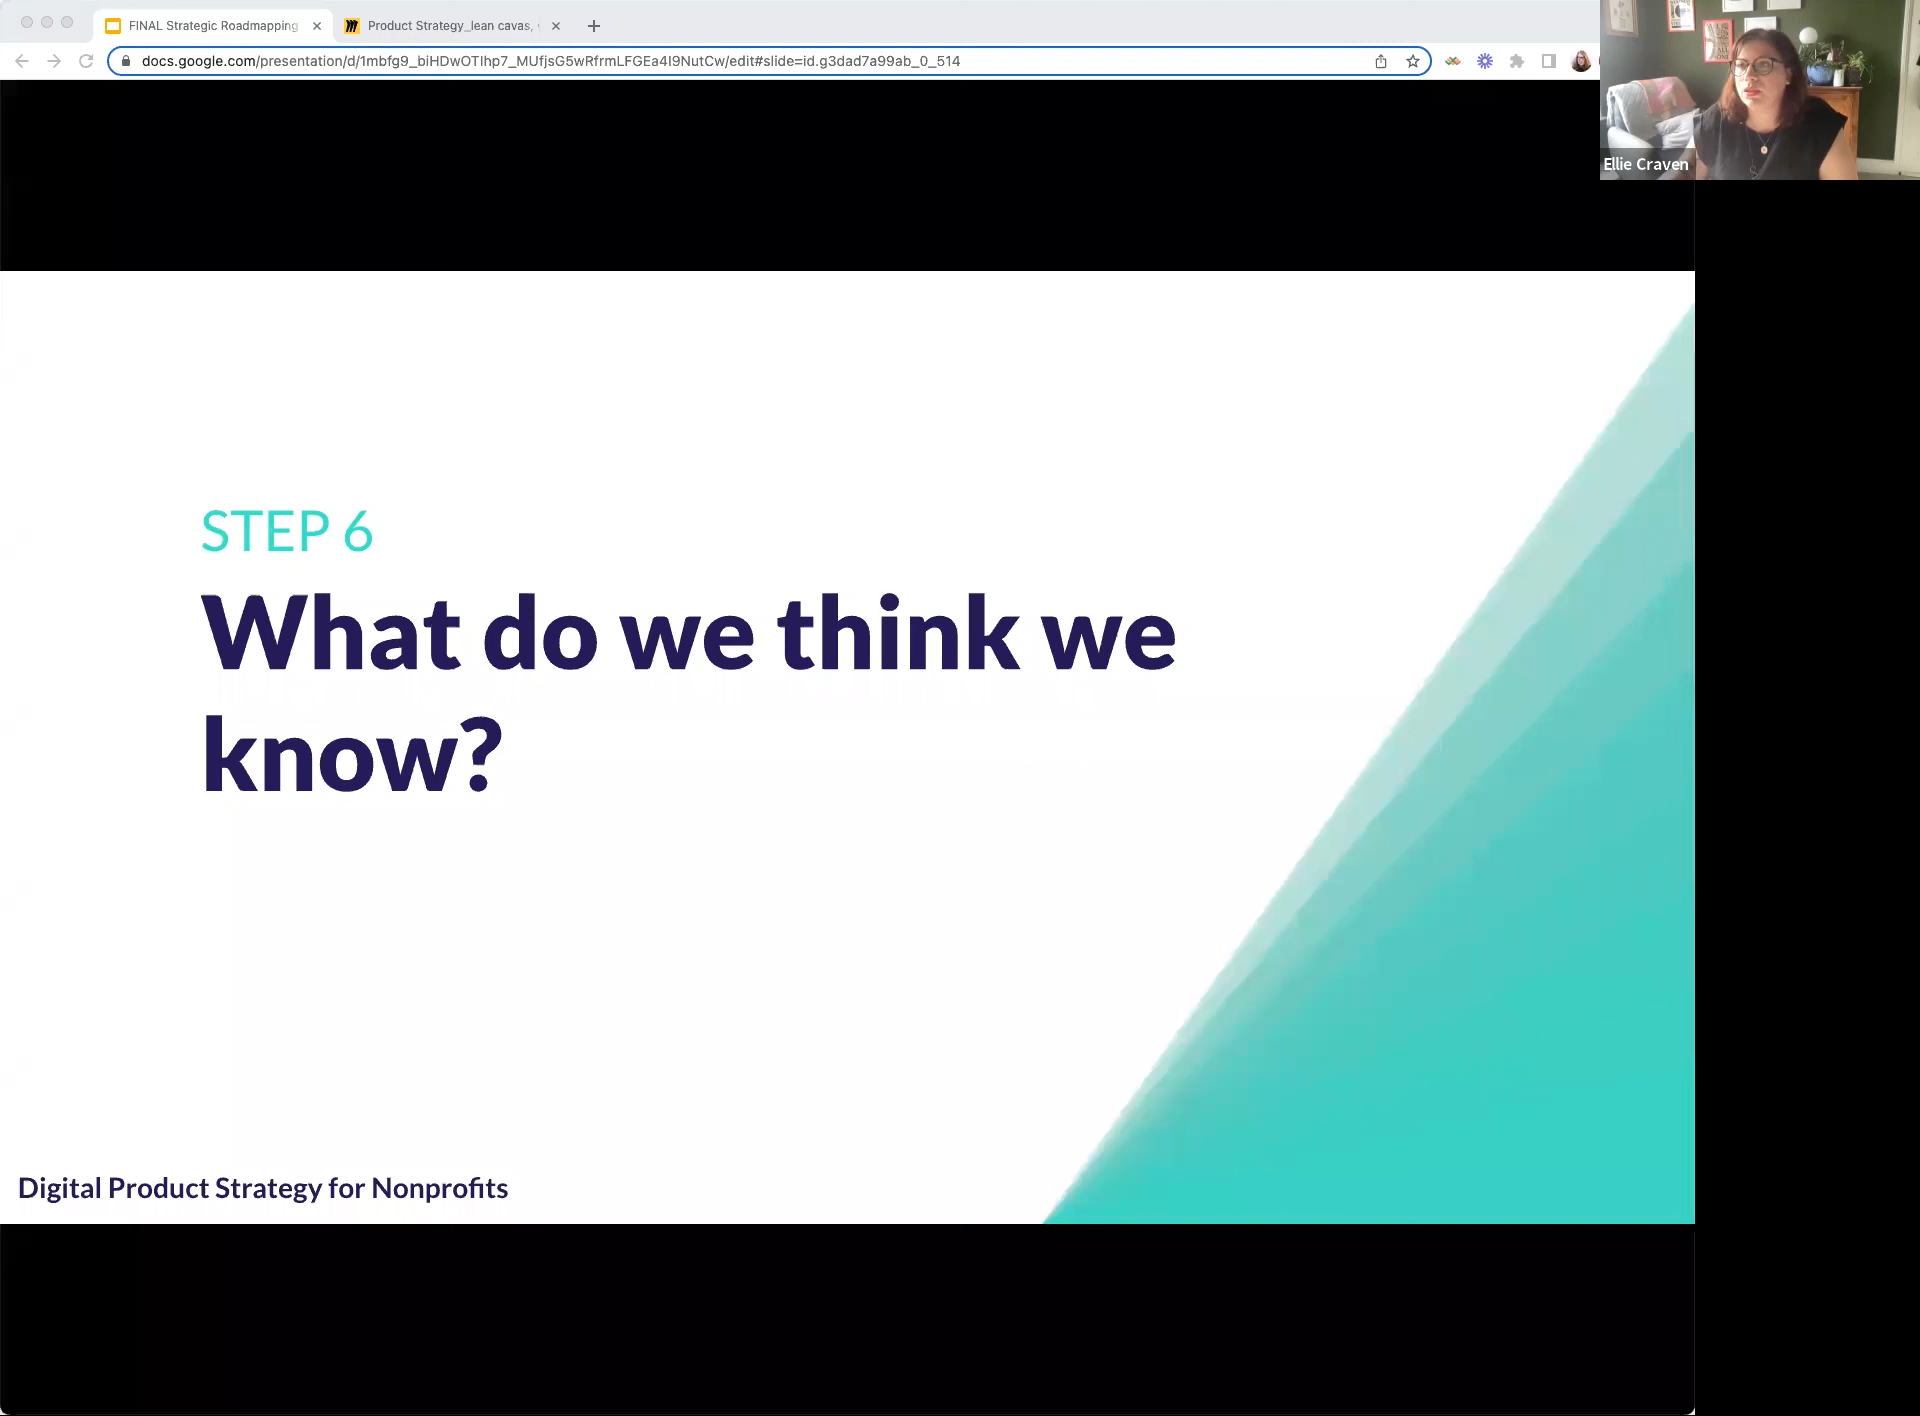 FINAL Strategic Roadmapping
Product Strategy_lean cavas,
docs.google.com/presentation/d/1mbfg9_biHDwOTIhp7_MUfjsG5wRfrmLFGEa4I9NutCw/edit#slide=id.g3dad7a99ab_0_514
Ellie Craven
STEP 6
What do we think we
know?
Digital Product Strategy for Nonprofits